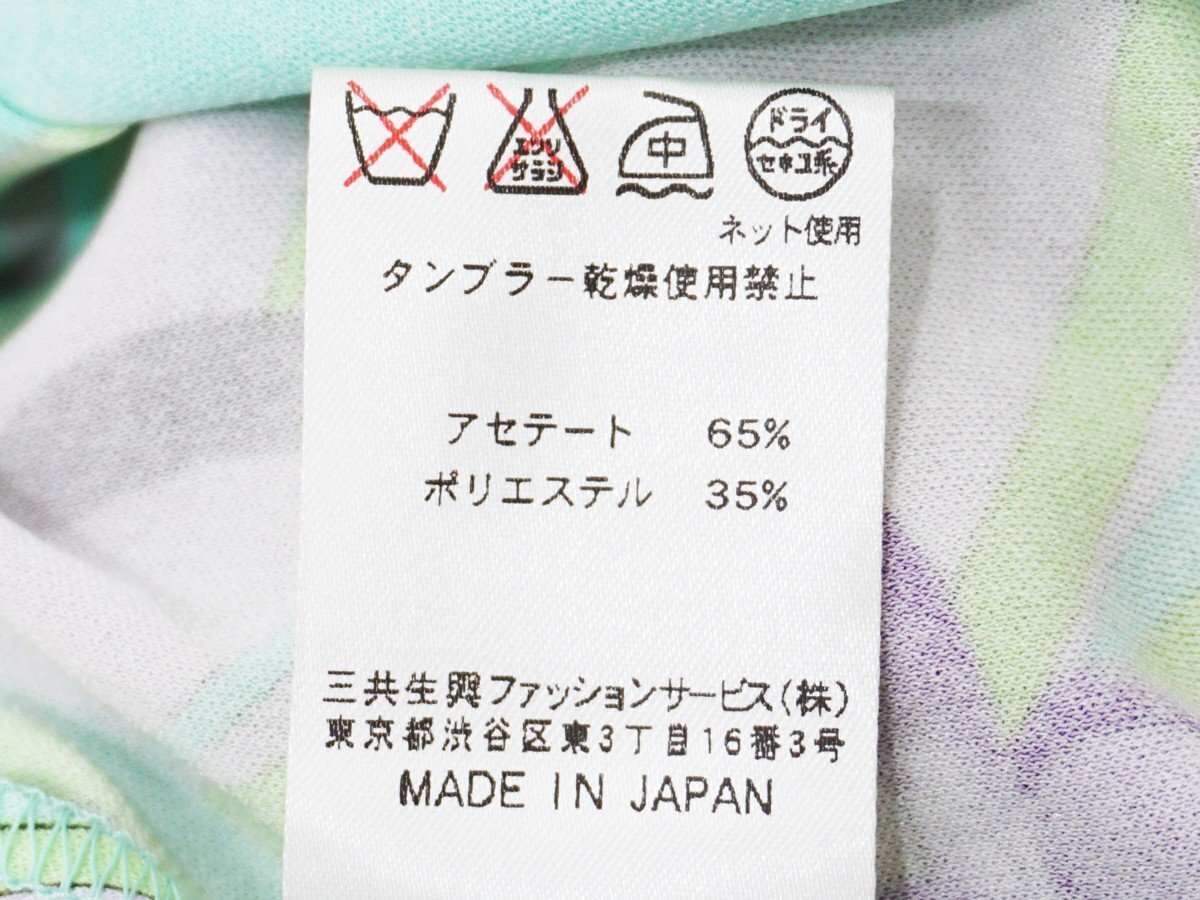 エンソ
サラシ
中
ドライ
セキユ系
ネット使用
タンブラー乾燥使用禁止
アセテート 65%
ポリエステル 35%
三共生興ファッションサービス(株)
東京都渋谷区東3丁目16番3号
MADE IN JAPAN